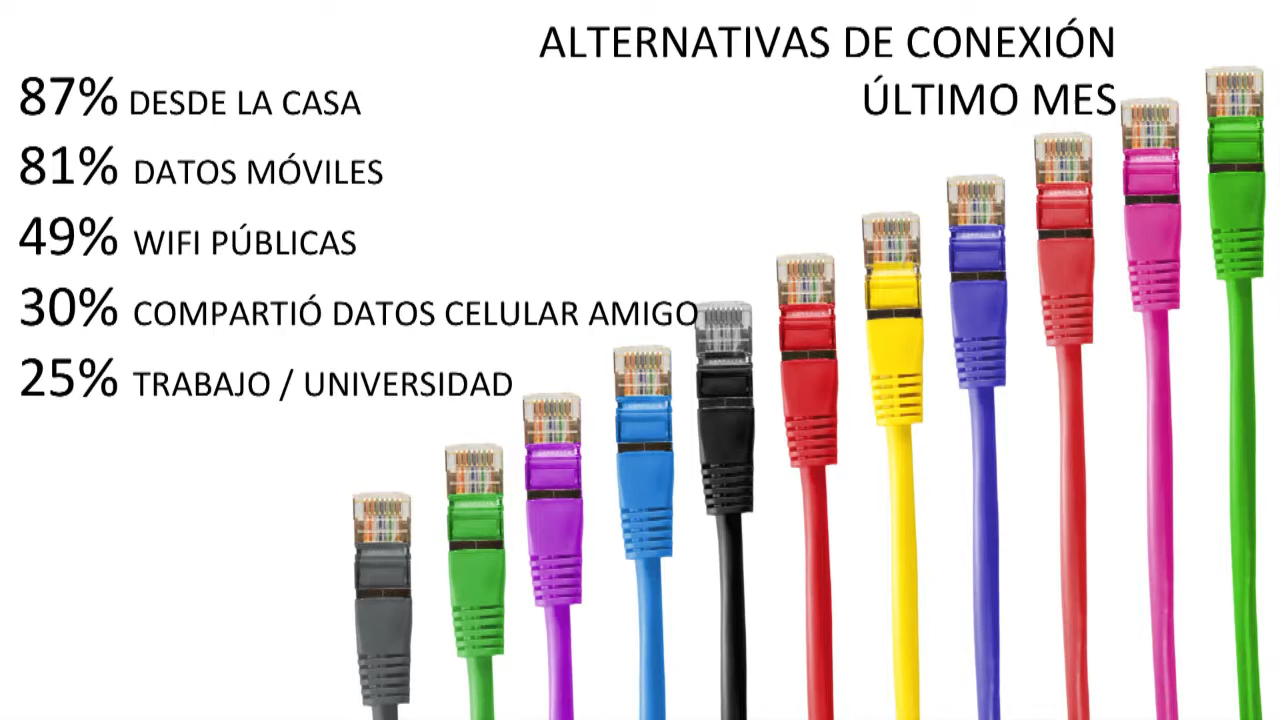 ALTERNATIVAS DE CONEXIÓN
ÚLTIMO MES
87% DESDE LA CASA
81% DATOS MÓVILES
49% WIFI PÚBLICAS
30% COMPARTIÓ DATOS CELULAR AMIGO
25% TRABAJO / UNIVERSIDAD